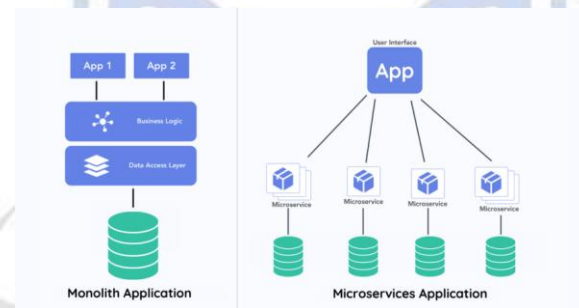 App 1
App 2
Business Logic
Data Access Layer
Monolith Application
User Interface
App
Microservice
Microservice
Microservice
Microservice
Microservices Application